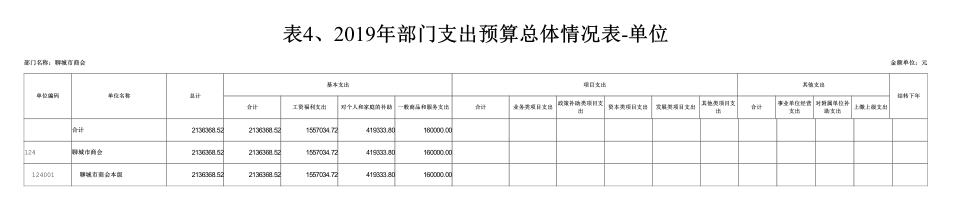 表4、2019年部门支出预算总体情况表-单位
部门名称：聊城市商会 金额单位：元
单位编码 单位名称 总计 基本支出 项目支出 其他支出 结转下年
合计 工资福利支出 对个人和家庭的补助 一般商品和服务支出 合计 业务类项目支出 政策补助类项目支出 资本类项目支出 发展类项目支出 其他类项目支出 合计 事业单位经营支出 对附属单位补助支出 上缴上级支出
合计 2136368.52 2136368.52 1557034.72 419333.80 160000.00
124 聊城市商会 2136368.52 2136368.52 1557034.72 419333.80 160000.00
124001 聊城市商会本级 2136368.52 2136368.52 1557034.72 419333.80 160000.00